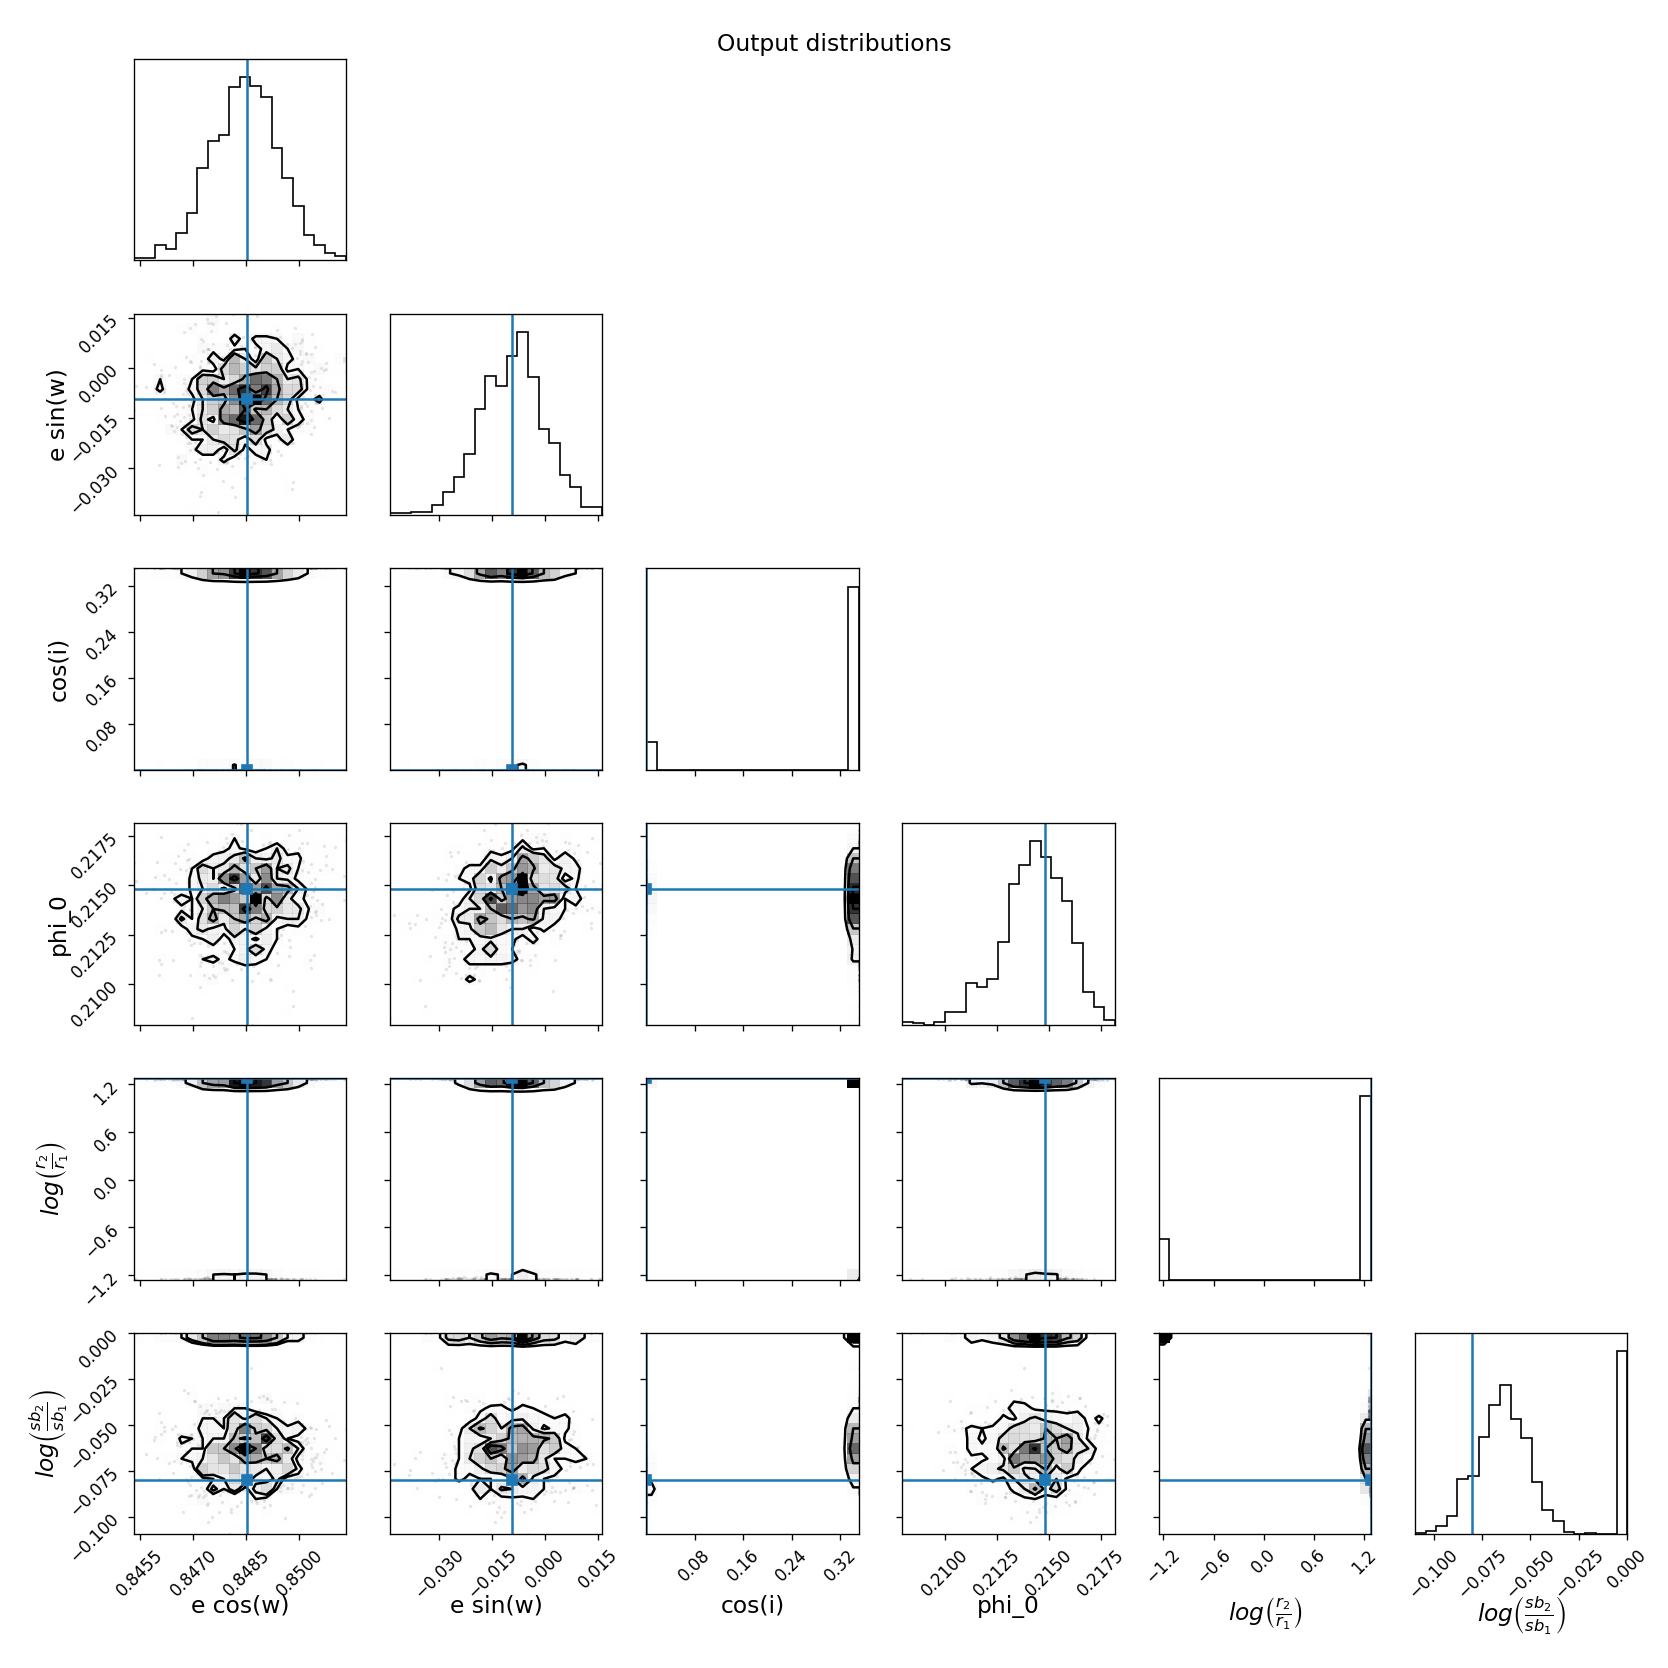 Output distributions
0.015
0.000
−0.015
−0.030
e sin(w)
0.32
0.24
0.16
0.08
cos(i)
0.2175
0.2150
0.2125
0.2100
phi_0
1.2
0.6
0.0
−0.6
−1.2
log(r2/r1)
0.000
−0.025
−0.050
−0.075
−0.100
log(sb2/sb1)
0.8455 0.8470 0.8485 0.8500 −0.030 −0.015 0.000 0.015 0.08 0.16 0.24 0.32 0.2100 0.2125 0.2150 0.2175 −1.2 −0.6 0.0 0.6 1.2 −0.100 −0.075 −0.050 −0.025 0.000
e cos(w) e sin(w) cos(i) phi_0 log(r2/r1) log(sb2/sb1)